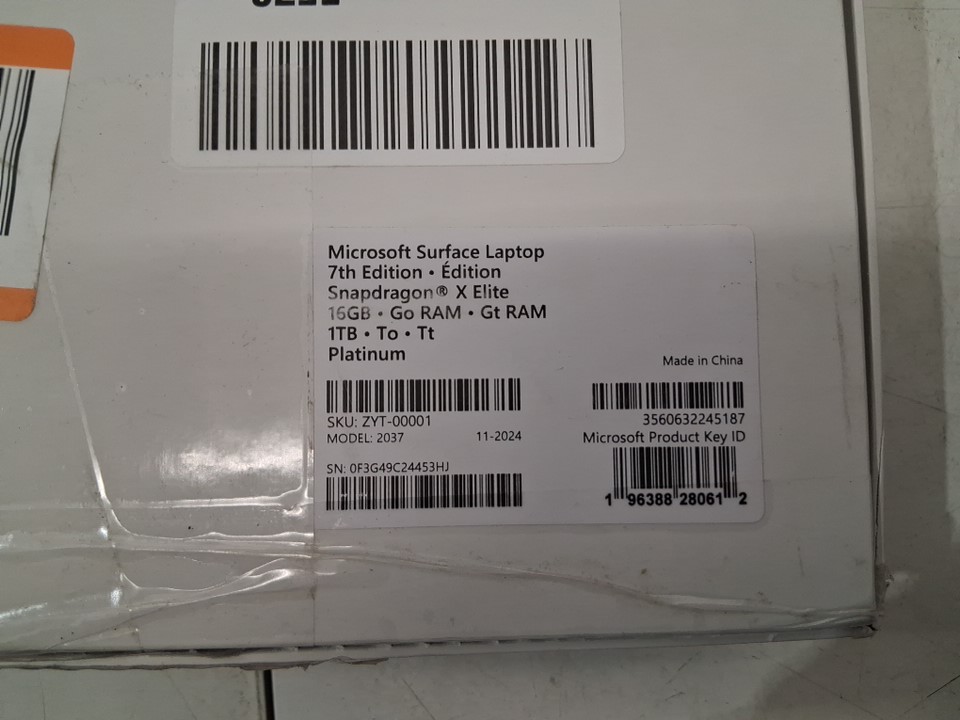 Microsoft Surface Laptop
7th Edition • Édition
Snapdragon® X Elite
16GB • Go RAM • Gt RAM
1TB • To • Tt
Platinum
Made in China
SKU: ZYT-00001
MODEL: 2037 11-2024
3560632245187
Microsoft Product Key ID
SN: 0F3G49C24453HJ
1 96388 28061 2